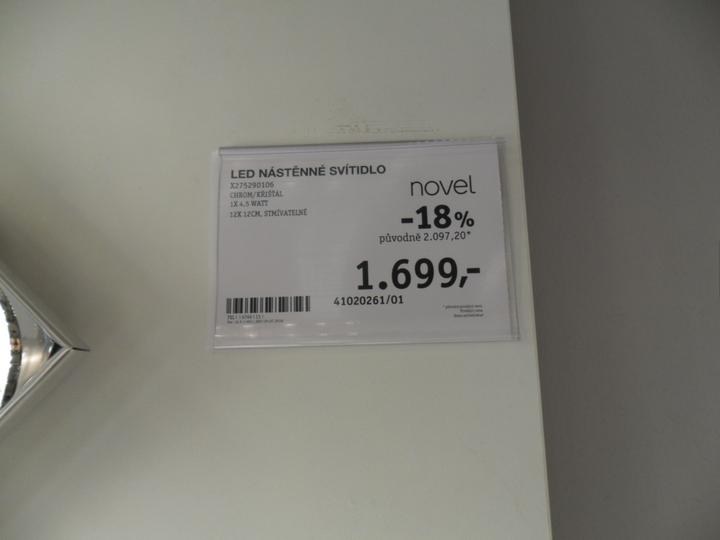 LED NÁSTĚNNÉ SVÍTIDLO
X275290106
CHROM/KŘIŠŤÁL
1X 4,5 WATT
12X 12CM, STMÍVATELNÉ
novel
-18%
původně 2.097,20*
1.699,-
41020261/01